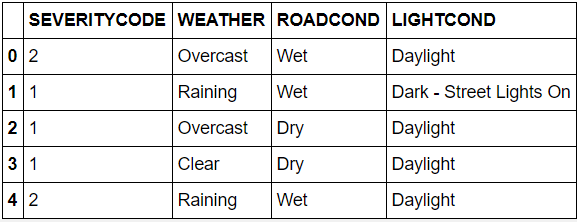 SEVERITYCODE WEATHER ROADCOND LIGHTCOND
0 2 Overcast Wet Daylight
1 1 Raining Wet Dark - Street Lights On
2 1 Overcast Dry Daylight
3 1 Clear Dry Daylight
4 2 Raining Wet Daylight